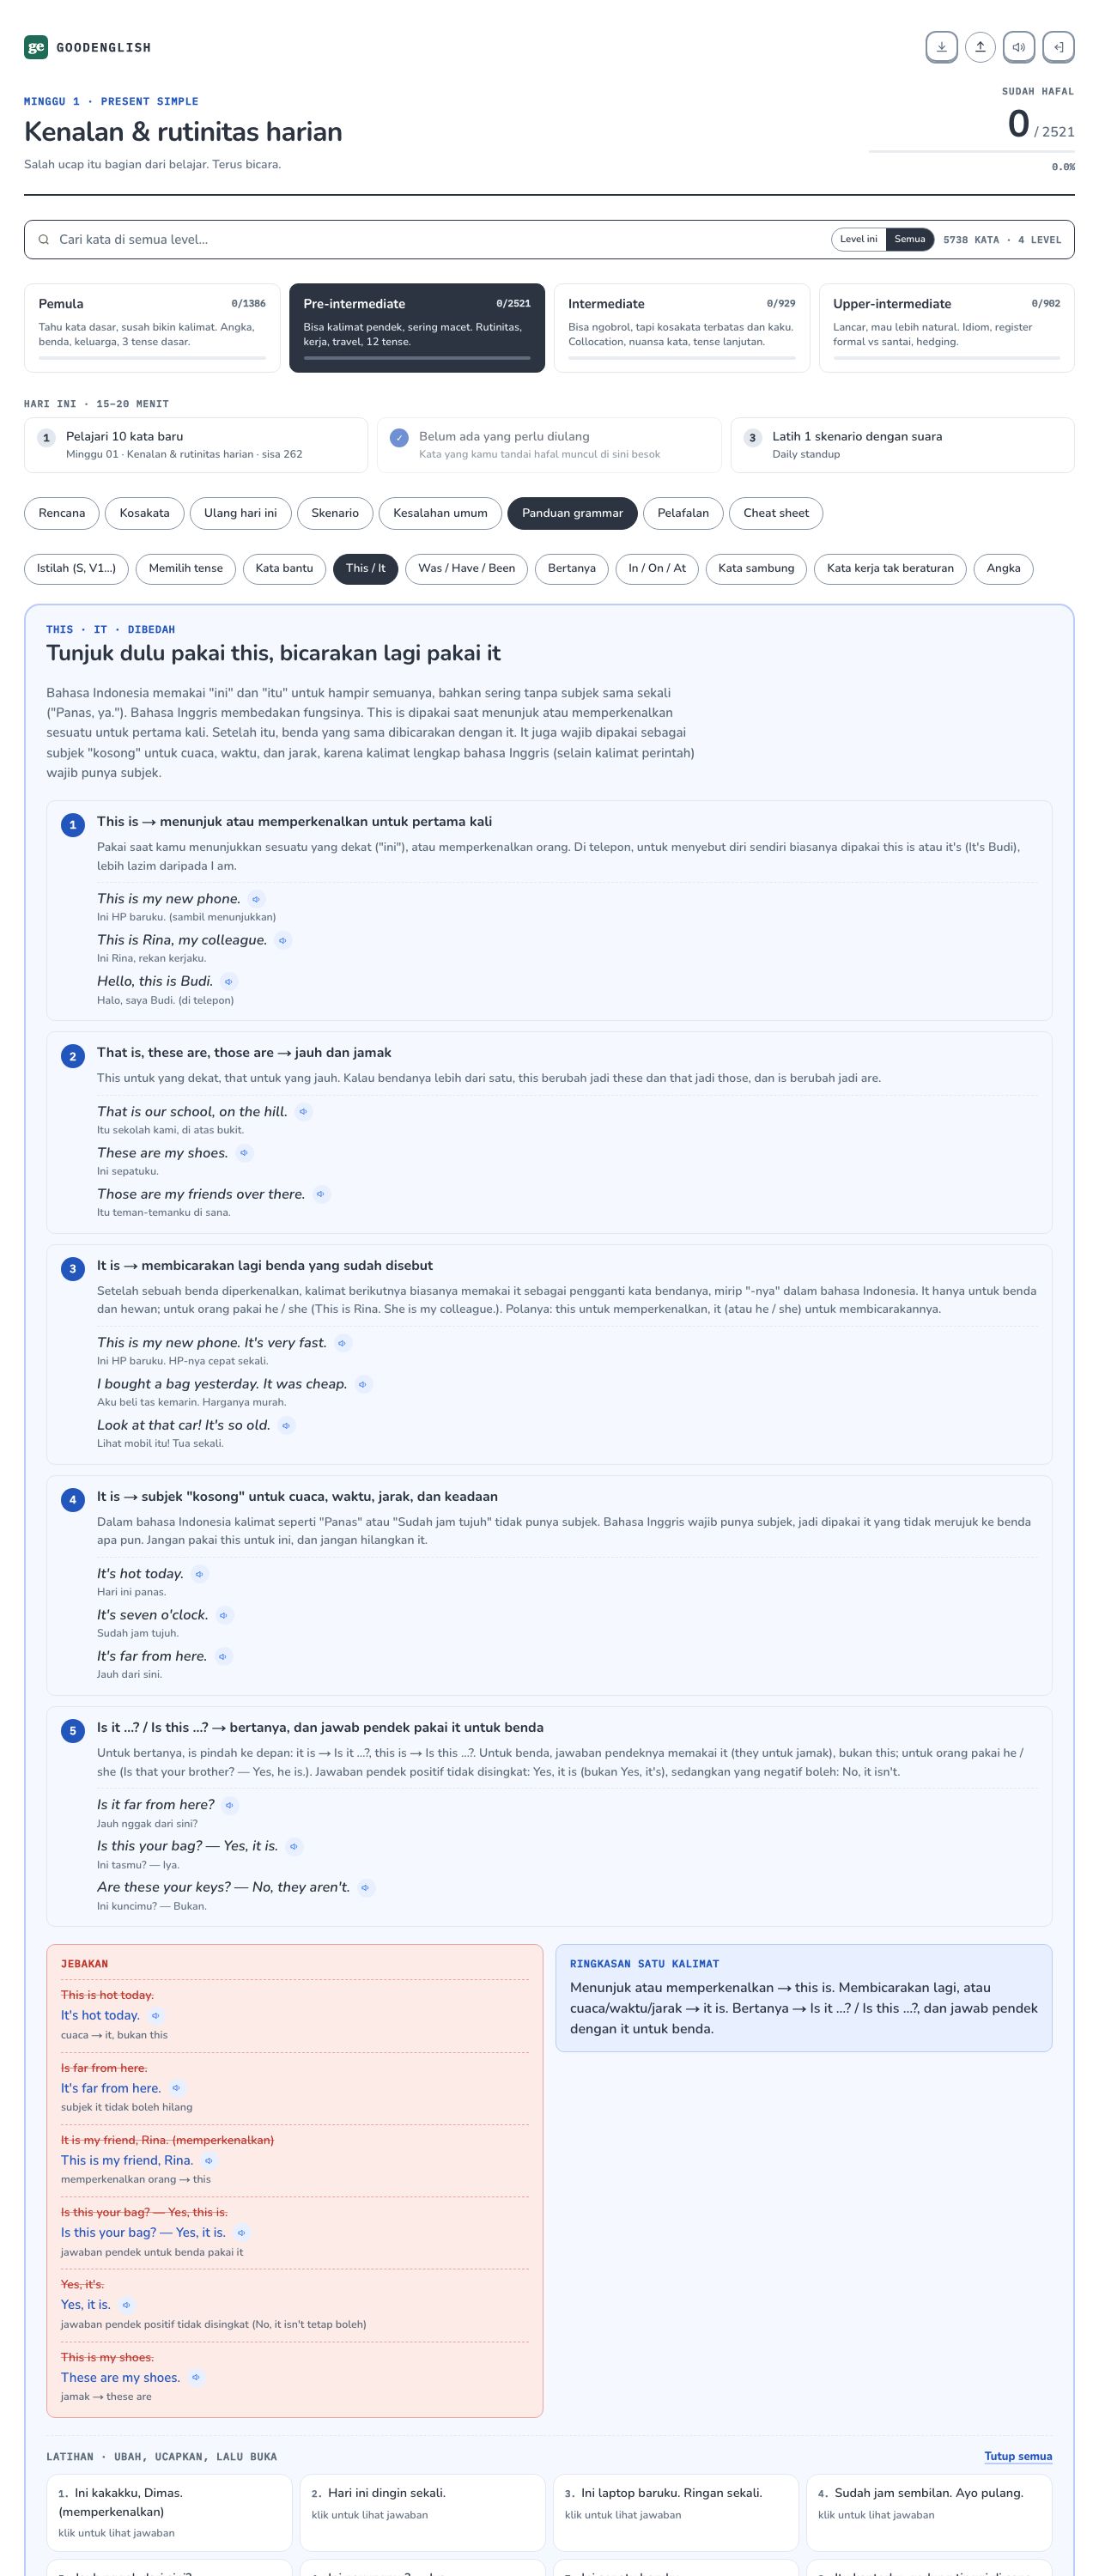 ge GOODENGLISH
MINGGU 1 · PRESENT SIMPLE
Kenalan & rutinitas harian
Salah ucap itu bagian dari belajar. Terus bicara.
SUDAH HAFAL
0 / 2521
0.0%
Cari kata di semua level...
Level ini
Semua
5738 KATA · 4 LEVEL
Pemula
0/1386
Tahu kata dasar, susah bikin kalimat. Angka,
benda, keluarga, 3 tense dasar.
Pre-intermediate
0/2521
Bisa kalimat pendek, sering macet. Rutinitas,
kerja, travel, 12 tense.
Intermediate
0/929
Bisa ngobrol, tapi kosakata terbatas dan kaku.
Collocation, nuansa kata, tense lanjutan.
Upper-intermediate
0/902
Lancar, mau lebih natural. Idiom, register
formal vs santai, hedging.
HARI INI · 15–20 MENIT
1
Pelajari 10 kata baru
Minggu 01 · Kenalan & rutinitas harian · sisa 262
✓
Belum ada yang perlu diulang
Kata yang kamu tandai hafal muncul di sini besok
3
Latih 1 skenario dengan suara
Daily standup
Rencana
Kosakata
Ulang hari ini
Skenario
Kesalahan umum
Panduan grammar
Pelafalan
Cheat sheet
Istilah (S, V1...)
Memilih tense
Kata bantu
This / It
Was / Have / Been
Bertanya
In / On / At
Kata sambung
Kata kerja tak beraturan
Angka
THIS · IT · DIBEDAH
Tunjuk dulu pakai this, bicarakan lagi pakai it
Bahasa Indonesia memakai "ini" dan "itu" untuk hampir semuanya, bahkan sering tanpa subjek sama sekali
("Panas, ya."). Bahasa Inggris membedakan fungsinya. This is dipakai saat menunjuk atau memperkenalkan
sesuatu untuk pertama kali. Setelah itu, benda yang sama dibicarakan dengan it. It juga wajib dipakai sebagai
subjek "kosong" untuk cuaca, waktu, dan jarak, karena kalimat lengkap bahasa Inggris (selain kalimat perintah)
wajib punya subjek.
1
This is → menunjuk atau memperkenalkan untuk pertama kali
Pakai saat kamu menunjukkan sesuatu yang dekat ("ini"), atau memperkenalkan orang. Di telepon, untuk menyebut diri sendiri biasanya dipakai this is atau it's (It's Budi),
lebih lazim daripada I am.
This is my new phone.
Ini HP baruku. (sambil menunjukkan)
This is Rina, my colleague.
Ini Rina, rekan kerjaku.
Hello, this is Budi.
Halo, saya Budi. (di telepon)
2
That is, these are, those are → jauh dan jamak
This untuk yang dekat, that untuk yang jauh. Kalau bendanya lebih dari satu, this berubah jadi these dan that jadi those, dan is berubah jadi are.
That is our school, on the hill.
Itu sekolah kami, di atas bukit.
These are my shoes.
Ini sepatuku.
Those are my friends over there.
Itu teman-temanku di sana.
3
It is → membicarakan lagi benda yang sudah disebut
Setelah sebuah benda diperkenalkan, kalimat berikutnya biasanya memakai it sebagai pengganti kata bendanya, mirip "-nya" dalam bahasa Indonesia. It hanya untuk benda
dan hewan; untuk orang pakai he / she (This is Rina. She is my colleague.). Polanya: this untuk memperkenalkan, it (atau he / she) untuk membicarakannya.
This is my new phone. It's very fast.
Ini HP baruku. HP-nya cepat sekali.
I bought a bag yesterday. It was cheap.
Aku beli tas kemarin. Harganya murah.
Look at that car! It's so old.
Lihat mobil itu! Tua sekali.
4
It is → subjek "kosong" untuk cuaca, waktu, jarak, dan keadaan
Dalam bahasa Indonesia kalimat seperti "Panas" atau "Sudah jam tujuh" tidak punya subjek. Bahasa Inggris wajib punya subjek, jadi dipakai it yang tidak merujuk ke benda
apa pun. Jangan pakai this untuk ini, dan jangan hilangkan it.
It's hot today.
Hari ini panas.
It's seven o'clock.
Sudah jam tujuh.
It's far from here.
Jauh dari sini.
5
Is it ...? / Is this ...? → bertanya, dan jawab pendek pakai it untuk benda
Untuk bertanya, is pindah ke depan: it is → Is it ...?, this is → Is this ...?. Untuk benda, jawaban pendeknya memakai it (they untuk jamak), bukan this; untuk orang pakai he /
she (Is that your brother? — Yes, he is.). Jawaban pendek positif tidak disingkat: Yes, it is (bukan Yes, it's), sedangkan yang negatif boleh: No, it isn't.
Is it far from here?
Jauh nggak dari sini?
Is this your bag? — Yes, it is.
Ini tasmu? — Iya.
Are these your keys? — No, they aren't.
Ini kuncimu? — Bukan.
JEBAKAN
This is hot today.
It's hot today.
cuaca → it, bukan this
Is far from here.
It's far from here.
subjek it tidak boleh hilang
It is my friend, Rina. (memperkenalkan)
This is my friend, Rina.
memperkenalkan orang → this
Is this your bag? — Yes, this is.
Is this your bag? — Yes, it is.
jawaban pendek untuk benda pakai it
Yes, it's.
Yes, it is.
jawaban pendek positif tidak disingkat (No, it isn't tetap boleh)
This is my shoes.
These are my shoes.
jamak → these are
RINGKASAN SATU KALIMAT
Menunjuk atau memperkenalkan → this is. Membicarakan lagi, atau
cuaca/waktu/jarak → it is. Bertanya → Is it ...? / Is this ...?, dan jawab pendek
dengan it untuk benda.
LATIHAN · UBAH, UCAPKAN, LALU BUKA
Tutup semua
1. Ini kakakku, Dimas.
(memperkenalkan)
klik untuk lihat jawaban
2. Hari ini dingin sekali.
klik untuk lihat jawaban
3. Ini laptop baruku. Ringan sekali.
klik untuk lihat jawaban
4. Sudah jam sembilan. Ayo pulang.
klik untuk lihat jawaban